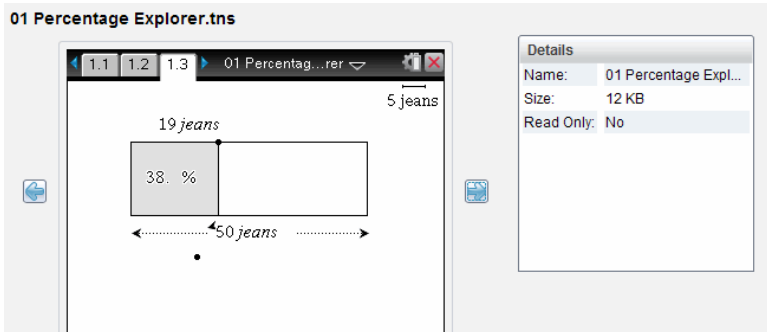 01 Percentage Explorer.tns
1.1 1.2 1.3 01 Percentag...rer
5 jeans
19 jeans
38. %
50 jeans
Details
Name: 01 Percentage Expl...
Size: 12 KB
Read Only: No